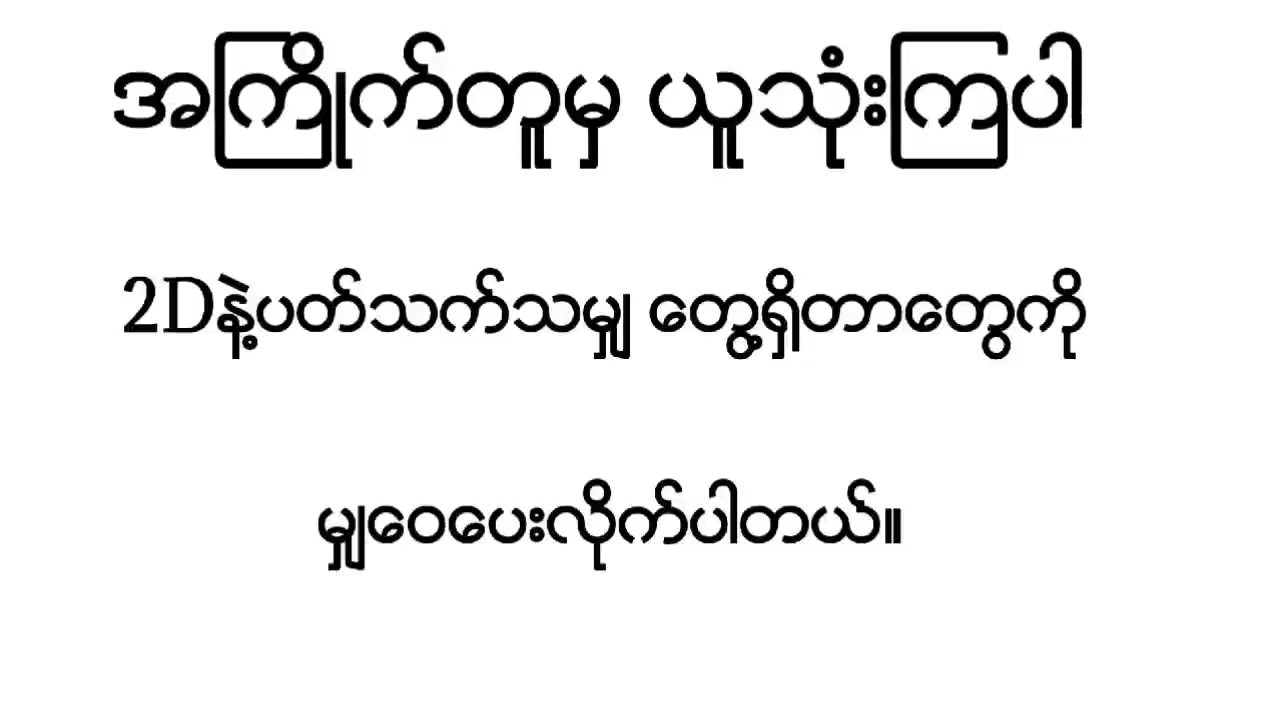 အကြိုက်တူမှ ယူသုံးကြပါ
2Dနဲ့ပတ်သက်သမျှ တွေ့ရှိတာတွေကို
မျှဝေပေးလိုက်ပါတယ်။